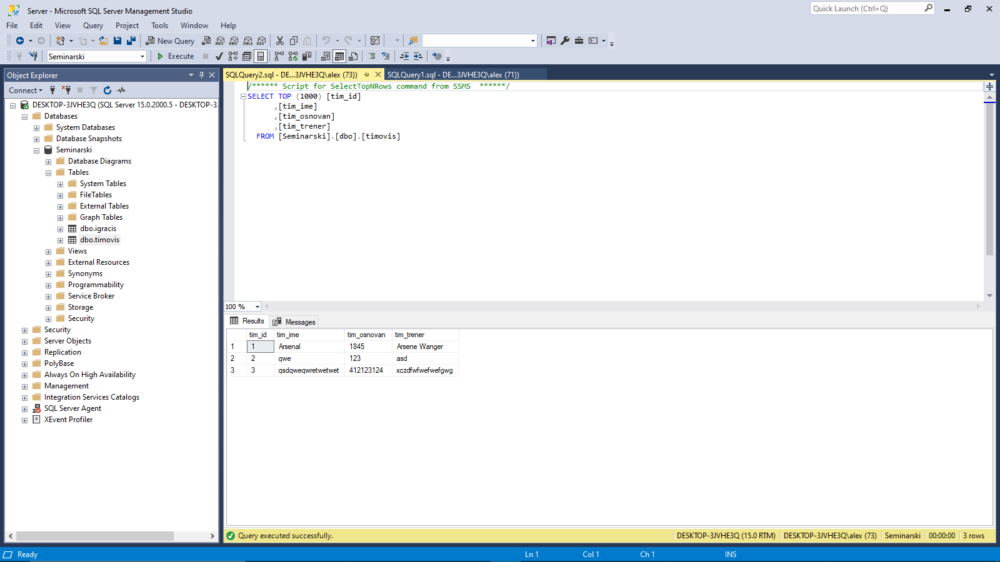 Server - Microsoft SQL Server Management Studio
Quick Launch (Ctrl+Q)
File Edit View Query Project Tools Window Help
New Query MDX DMX XMLA DAX
Seminarski Execute
Object Explorer
Connect
DESKTOP-3JVHE3Q (SQL Server 15.0.2000.5 - DESKTOP-3.
Databases
System Databases
Database Snapshots
Seminarski
Database Diagrams
Tables
System Tables
FileTables
External Tables
Graph Tables
dbo.igracis
dbo.timovis
Views
External Resources
Synonyms
Programmability
Service Broker
Storage
Security
Security
Server Objects
Replication
PolyBase
Always On High Availability
Management
Integration Services Catalogs
SQL Server Agent
XEvent Profiler
SQLQuery2.sql - DE...3JVHE3Q\alex (73)) SQLQuery1.sql - DE...3JVHE3Q\alex (71))
/****** Script for SelectTopNRows command from SSMS ******/
SELECT TOP (1000) [tim_id]
,[tim_ime]
,[tim_osnovan]
,[tim_trener]
FROM [Seminarski].[dbo].[timovis]
100 %
Results Messages
tim_id tim_ime tim_osnovan tim_trener
1 1 Arsenal 1845 Arsene Wanger
2 2 qwe 123 asd
3 3 qsdqweqwretwetwet 412123124 xczdfwfwefwefgwg
Query executed successfully. DESKTOP-3JVHE3Q (15.0 RTM) DESKTOP-3JVHE3Q\alex (73) Seminarski 00:00:00 3 rows
Ready Ln 1 Col 1 Ch 1 INS